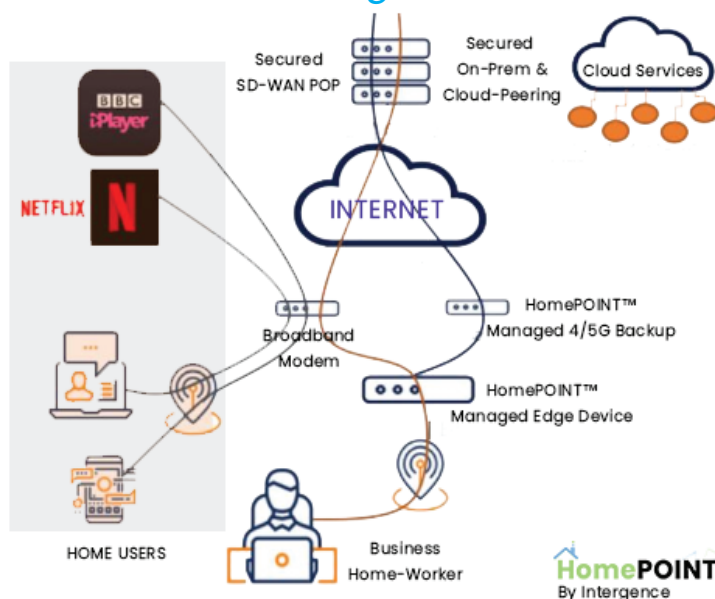 Secured
SD-WAN POP
Secured
On-Prem &
Cloud-Peering
Cloud Services
BBC
iPlayer
NETFLIX
N
INTERNET
Broadband
Modem
HomePOINT™
Managed 4/5G Backup
HomePOINT™
Managed Edge Device
HOME USERS
Business
Home-Worker
HomePOINT
By Intergence